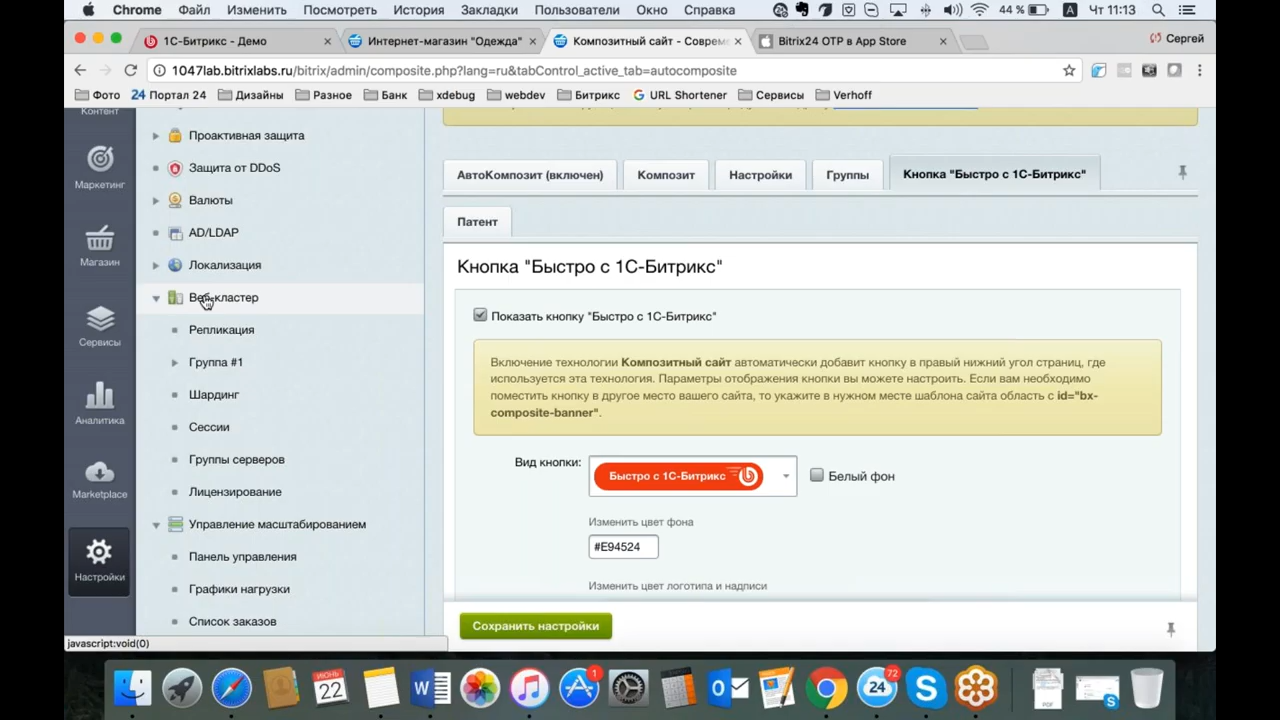 Chrome Файл Изменить Посмотреть История Закладки Пользователи Окно Справка 44 % A Чт 11:13
1С-Битрикс - Демо Интернет-магазин "Одежда" Композитный сайт - Соврем Bitrix24 OTP в App Store Сергей
1047lab.bitrixlabs.ru/bitrix/admin/composite.php?lang=ru&tabControl_active_tab=autocomposite
Фото 24 Портал 24 Дизайны Разное Банк xdebug webdev Битрикс URL Shortener Сервисы Verhoff
Контент
Маркетинг
Магазин
Сервисы
Аналитика
Marketplace
Настройки
Проактивная защита
Защита от DDoS
Валюты
AD/LDAP
Локализация
Веб-кластер
Репликация
Группа #1
Шардинг
Сессии
Группы серверов
Лицензирование
Управление масштабированием
Панель управления
Графики нагрузки
Список заказов
javascript:void(0)
АвтоКомпозит (включен) Композит Настройки Группы Кнопка "Быстро с 1С-Битрикс"
Патент
Кнопка "Быстро с 1С-Битрикс"
Показать кнопку "Быстро с 1С-Битрикс"
Включение технологии Композитный сайт автоматически добавит кнопку в правый нижний угол страниц, где
используется эта технология. Параметры отображения кнопки вы можете настроить. Если вам необходимо
поместить кнопку в другое место вашего сайта, то укажите в нужном месте шаблона сайта область с id="bx-
composite-banner".
Вид кнопки: Быстро с 1С-Битрикс Белый фон
Изменить цвет фона
#E94524
Изменить цвет логотипа и надписи
Сохранить настройки
ИЮНЬ
22
24
72
1
PDF